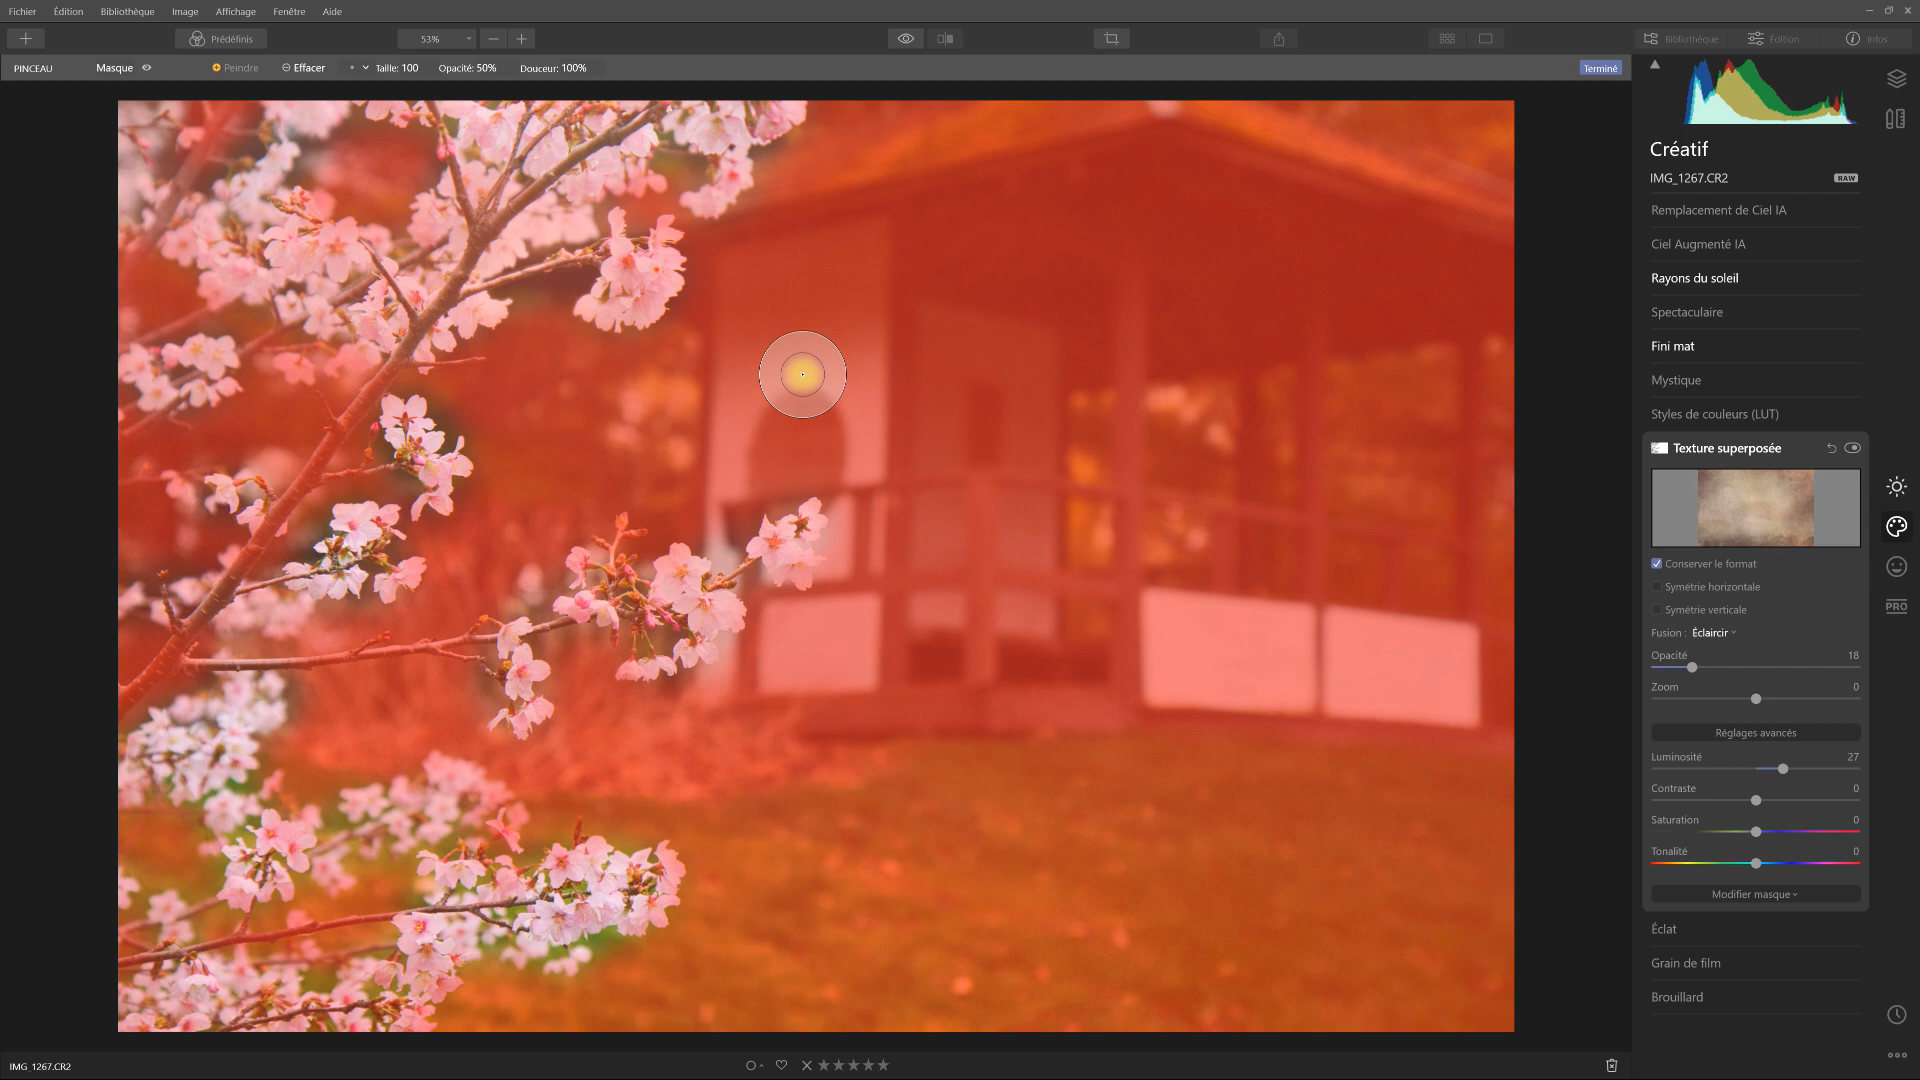 Fichier Édition Bibliothèque Image Affichage Fenêtre Aide
Prédéfinis 53% Bibliothèque Édition Infos
PINCEAU Masque Peindre Effacer Taille: 100 Opacité: 50% Douceur: 100% Terminé
Créatif
IMG_1267.CR2 RAW
Remplacement de Ciel IA
Ciel Augmenté IA
Rayons du soleil
Spectaculaire
Fini mat
Mystique
Styles de couleurs (LUT)
Texture superposée
Conserver le format
Symétrie horizontale
Symétrie verticale
Fusion : Éclaircir
Opacité 18
Zoom 0
Réglages avancés
Luminosité 27
Contraste 0
Saturation 0
Tonalité 0
Modifier masque
Éclat
Grain de film
Brouillard
PRO
IMG_1267.CR2